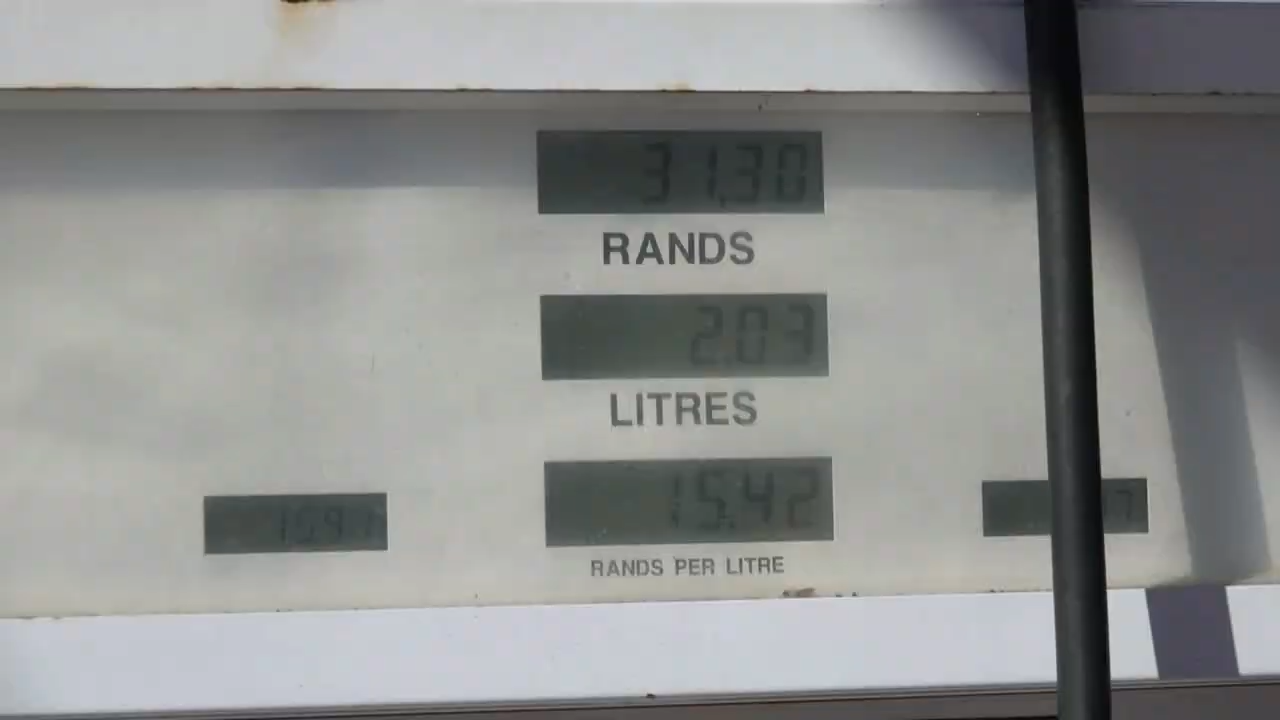 31,30
RANDS
2.03
LITRES
15.42
RANDS PER LITRE